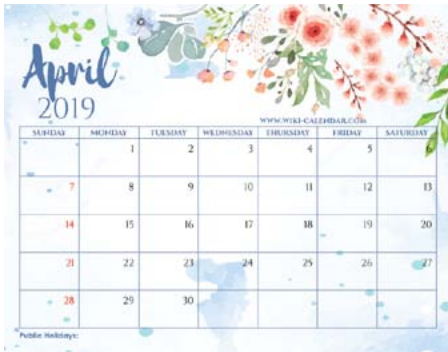 April
2019
WWW.WIKI-CALENDAR.COM
SUNDAY MONDAY TUESDAY WEDNESDAY THURSDAY FRIDAY SATURDAY
1 2 3 4 5 6
7 8 9 10 11 12 13
14 15 16 17 18 19 20
21 22 23 24 25 26 27
28 29 30
Public Holidays: